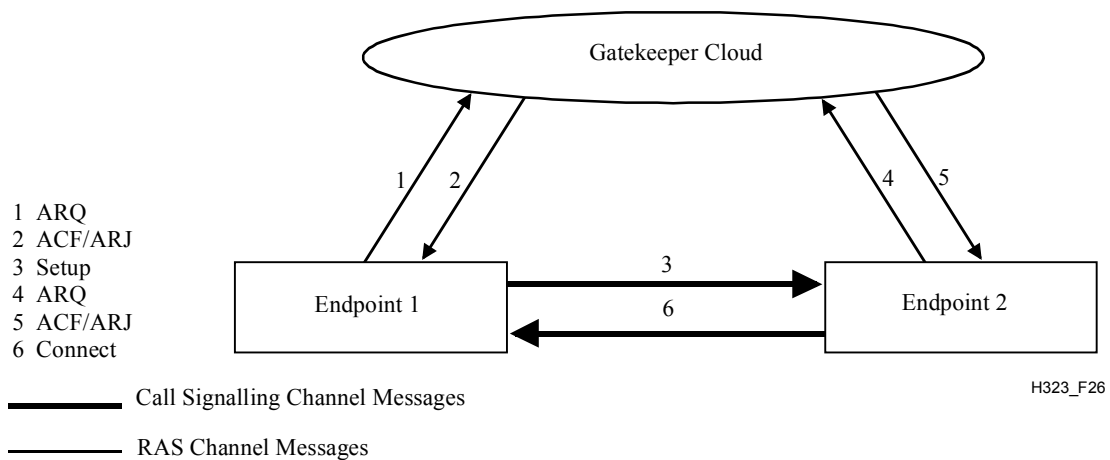 Gatekeeper Cloud
1
2
4
5
1 ARQ
2 ACF/ARJ
3 Setup
4 ARQ
5 ACF/ARJ
6 Connect
Endpoint 1
3
6
Endpoint 2
H323_F26
Call Signalling Channel Messages
RAS Channel Messages